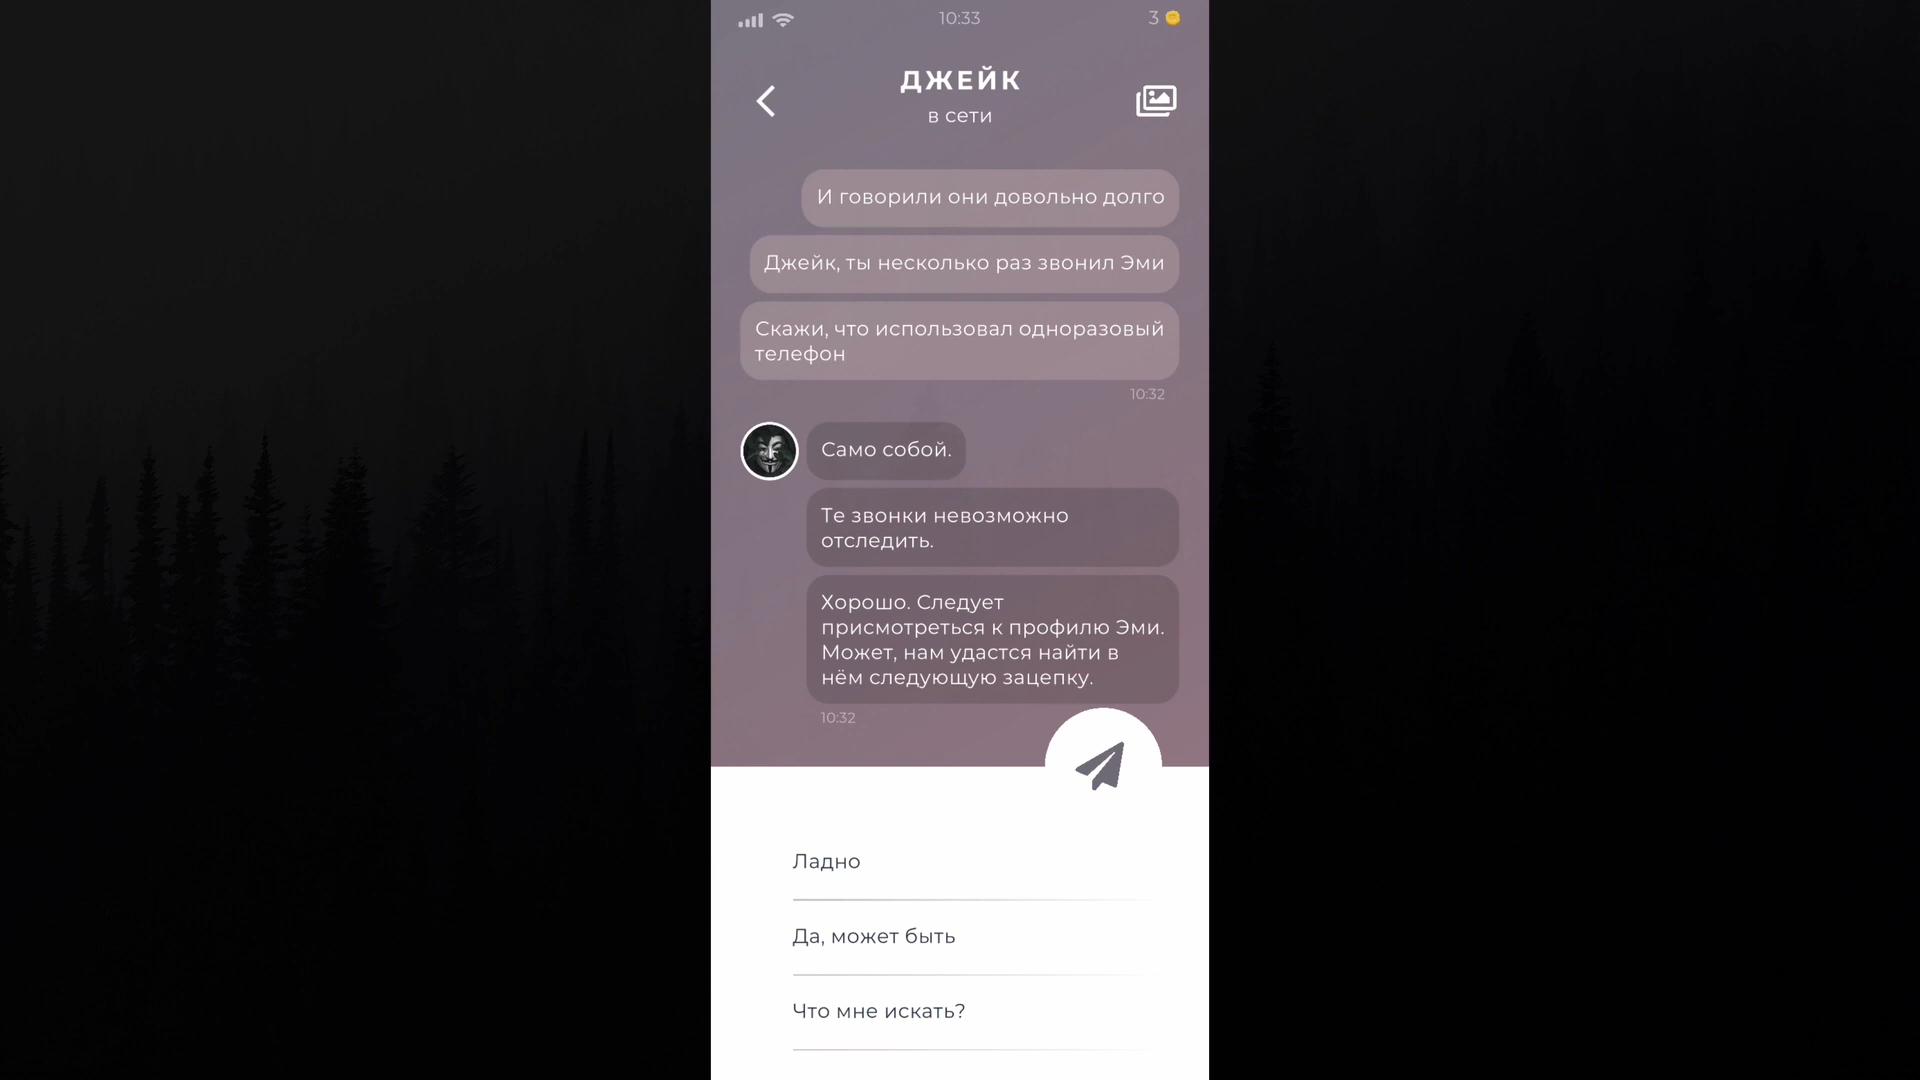 10:33
3
ДЖЕЙК
в сети
И говорили они довольно долго
Джейк, ты несколько раз звонил Эми
Скажи, что использовал одноразовый
телефон
10:32
Само собой.
Те звонки невозможно
отследить.
Хорошо. Следует
присмотреться к профилю Эми.
Может, нам удастся найти в
нём следующую зацепку.
10:32
Ладно
Да, может быть
Что мне искать?